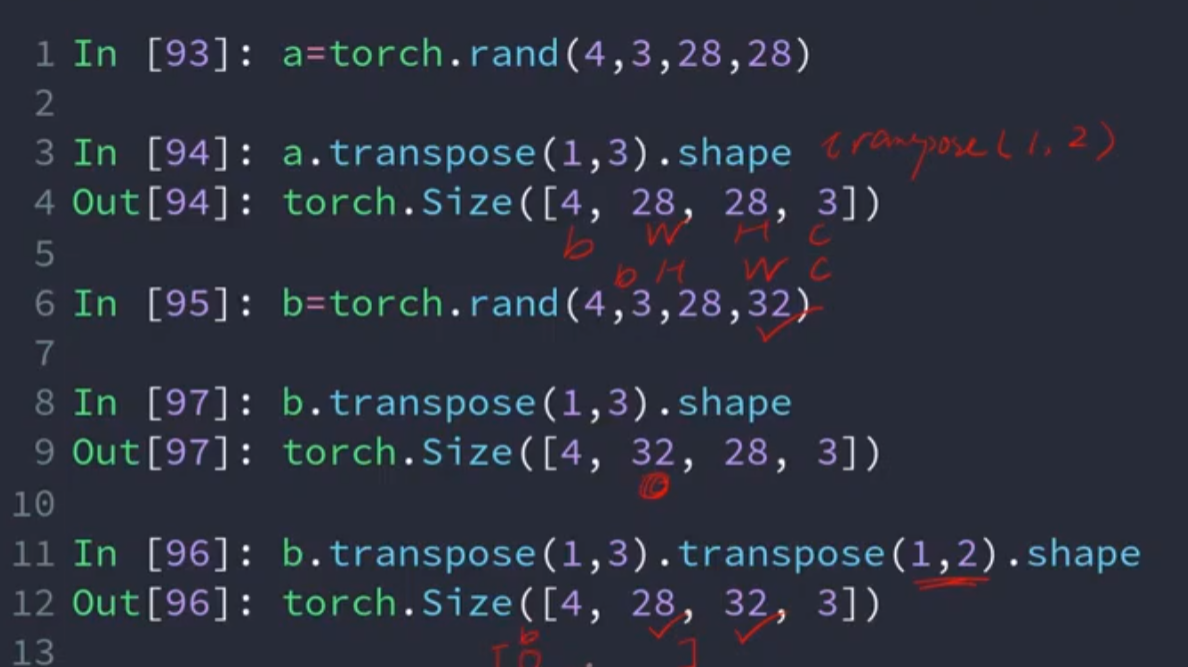 1 In [93]: a=torch.rand(4,3,28,28)
2
3 In [94]: a.transpose(1,3).shape transpose(1,2)
4 Out[94]: torch.Size([4, 28, 28, 3])
b W H C
5
b H W C
6 In [95]: b=torch.rand(4,3,28,32)
7
8 In [97]: b.transpose(1,3).shape
9 Out[97]: torch.Size([4, 32, 28, 3])
10
11 In [96]: b.transpose(1,3).transpose(1,2).shape
12 Out[96]: torch.Size([4, 28, 32, 3])
b
13